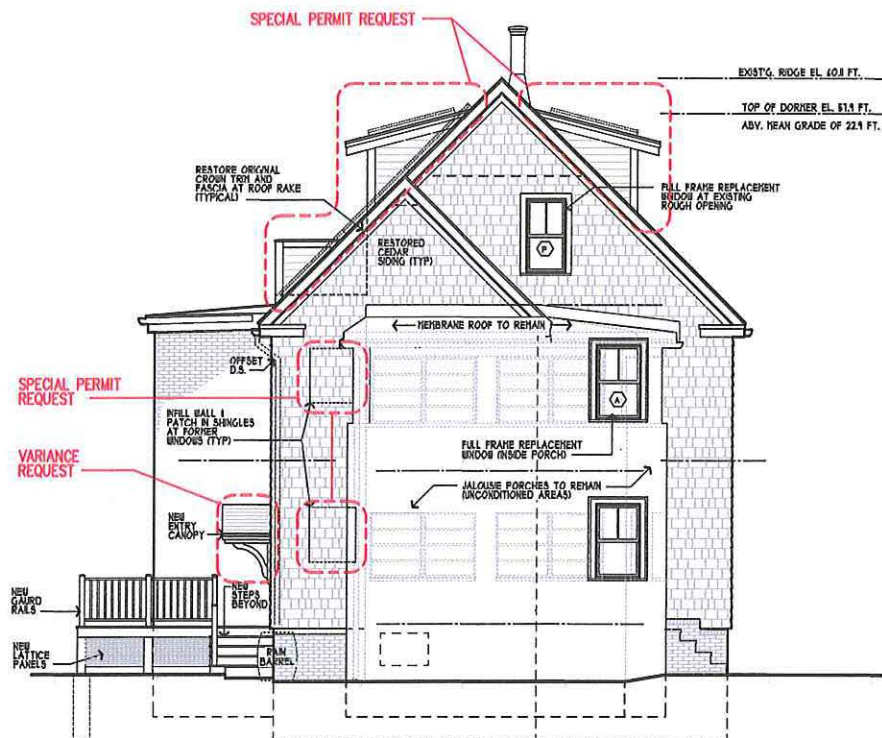 SPECIAL PERMIT REQUEST
EXIST'G. RIDGE EL. 60.8 FT.
TOP OF DORMER EL. 57.9 FT.
ABV. MEAN GRADE OF 22.9 FT.
RESTORE ORIGINAL
CROWN TRIM AND
FASCIA AT ROOF RAKE
(TYPICAL)
FULL FRAME REPLACEMENT
WINDOW AT EXISTING
ROUGH OPENING
RESTORED
CEDAR
SIDING (TYP)
P
MEMBRANE ROOF TO REMAIN
OFFSET
D.S.
SPECIAL PERMIT
REQUEST
INFILL WALL &
PATCH IN SHINGLES
AT FORMER
WINDOWS (TYP)
A
FULL FRAME REPLACEMENT
WINDOW (INSIDE PORCH)
VARIANCE
REQUEST
JALOUSIE PORCHES TO REMAIN
(UNCONDITIONED AREAS)
NEW
ENTRY
CANOPY
NEW
GAURD
RAILS
NEW
STEPS
BEYOND
NEW
LATTICE
PANELS
RAIN
BARREL